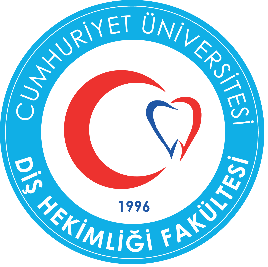 CUMHURİYET ÜNİVERSİTESİ
1996
DİŞ HEKİMLİĞİ FAKÜLTESİ